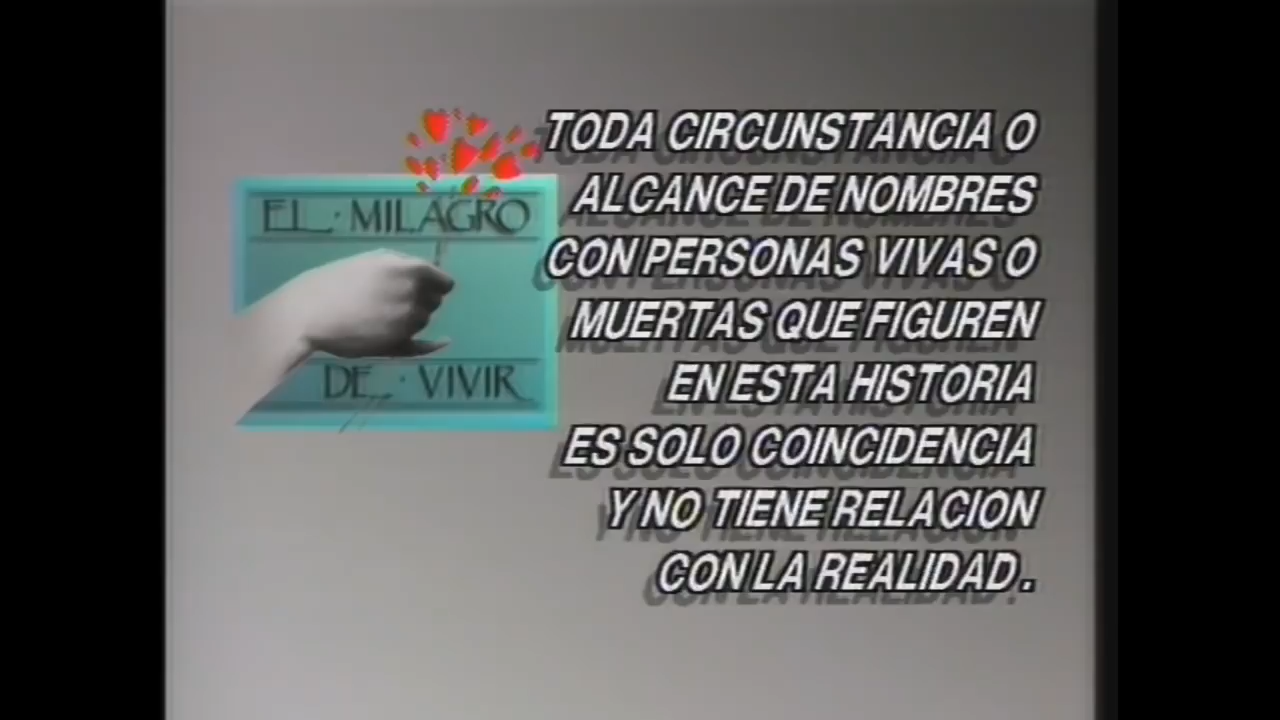 EL · MILAGRO
DE · VIVIR
TODA CIRCUNSTANCIA O
ALCANCE DE NOMBRES
CON PERSONAS VIVAS O
MUERTAS QUE FIGUREN
EN ESTA HISTORIA
ES SOLO COINCIDENCIA
Y NO TIENE RELACION
CON LA REALIDAD.